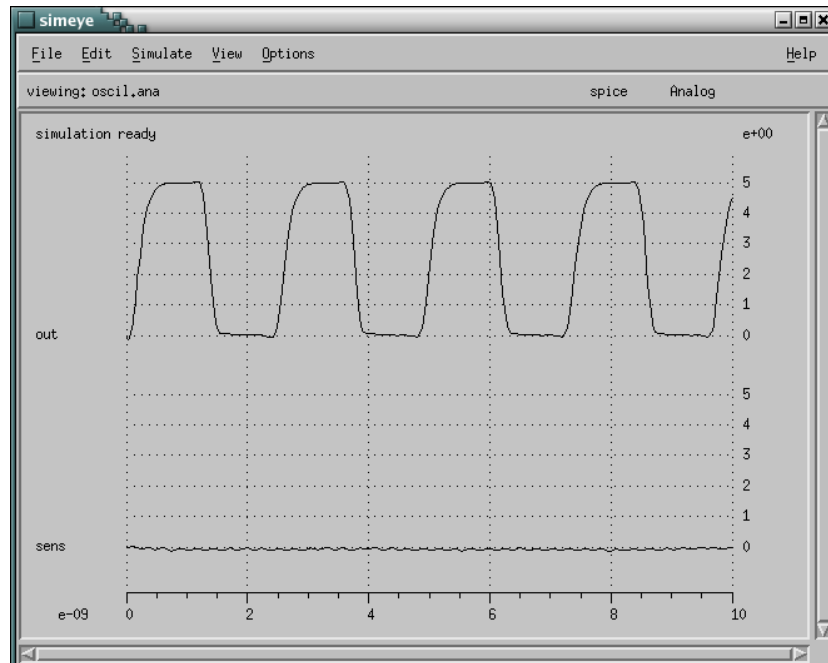 simeye
File Edit Simulate View Options Help
viewing: oscil.ana spice Analog
simulation ready e+00
5
4
3
2
1
out 0
5
4
3
2
1
sens 0
e-09 0 2 4 6 8 10